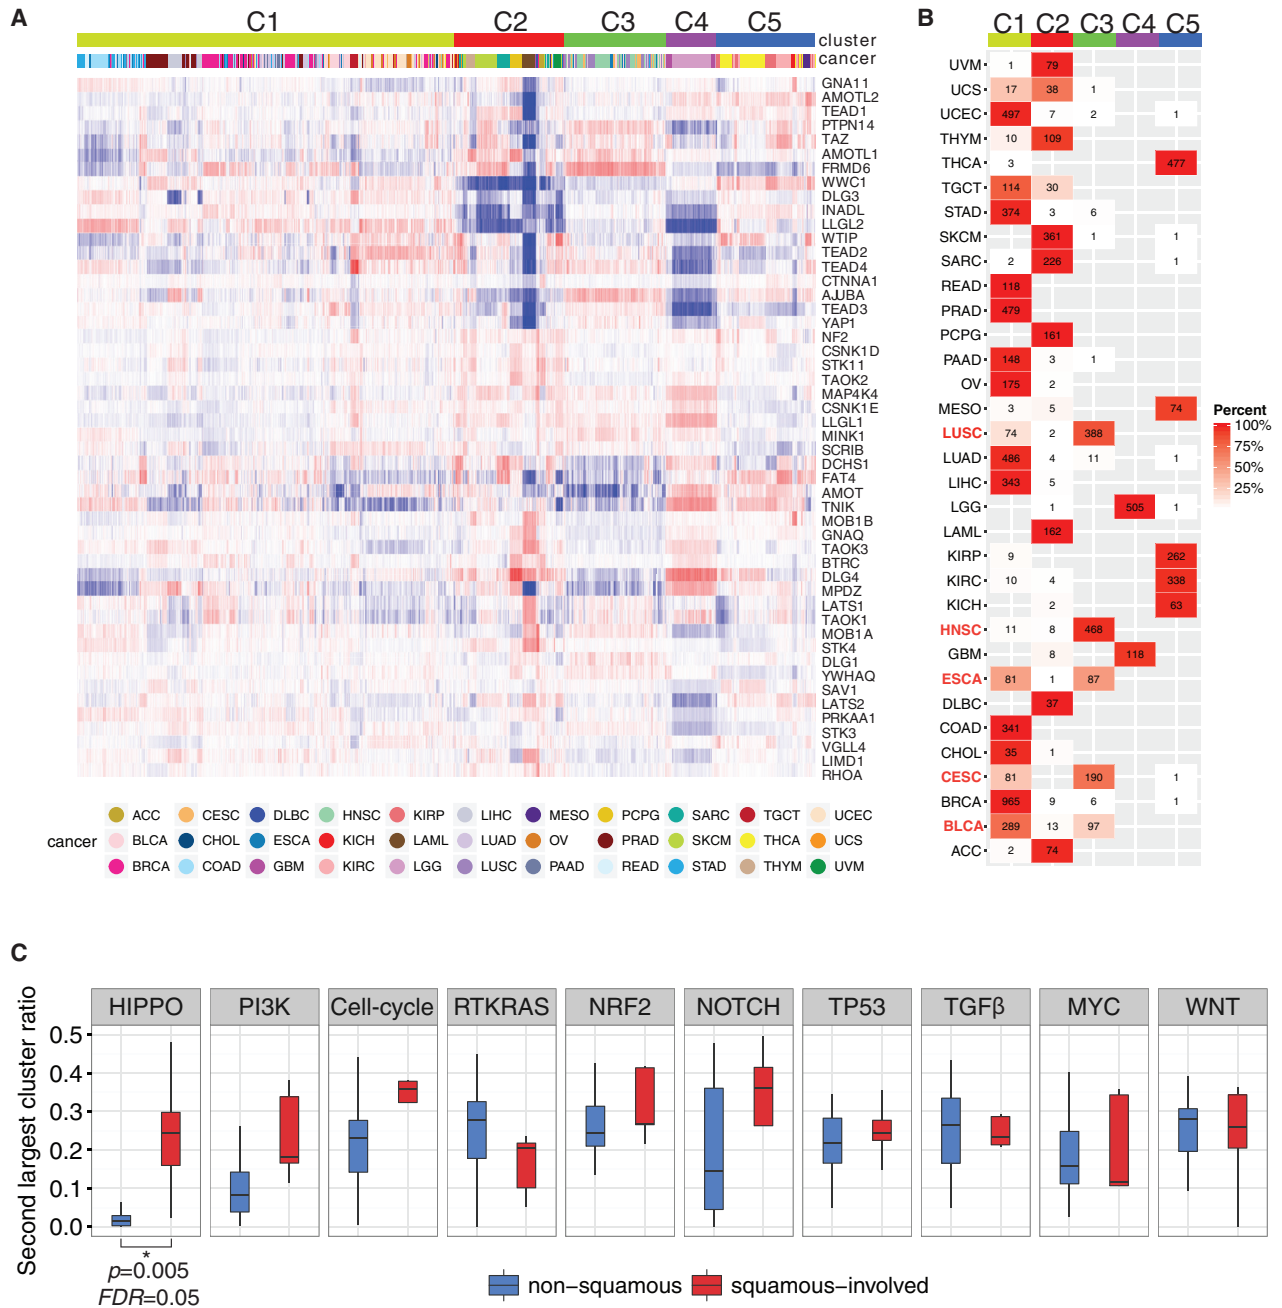 A
C1 C2 C3 C4 C5
cluster
cancer
GNA11
AMOTL2
TEAD1
PTPN14
TAZ
AMOTL1
FRMD6
WWC1
DLG3
INADL
LLGL2
WTIP
TEAD2
TEAD4
CTNNA1
AJUBA
TEAD3
YAP1
NF2
CSNK1D
STK11
TAOK2
MAP4K4
CSNK1E
LLGL1
MINK1
SCRIB
DCHS1
FAT4
AMOT
TNIK
MOB1B
GNAQ
TAOK3
BTRC
DLG4
MPDZ
LATS1
TAOK1
MOB1A
STK4
DLG1
YWHAQ
SAV1
LATS2
PRKAA1
STK3
VGLL4
LIMD1
RHOA
ACC CESC DLBC HNSC KIRP LIHC MESO PCPG SARC TGCT UCEC
cancer BLCA CHOL ESCA KICH LAML LUAD OV PRAD SKCM THCA UCS
BRCA COAD GBM KIRC LGG LUSC PAAD READ STAD THYM UVM
B
C1 C2 C3 C4 C5
UVM 1 79
UCS 17 38 1
UCEC 497 7 2 1
THYM 10 109
THCA 3 477
TGCT 114 30
STAD 374 3 6
SKCM 361 1 1
SARC 2 226 1
READ 118
PRAD 479
PCPG 161
PAAD 148 3 1
OV 175 2
MESO 3 5 74
LUSC 74 2 388
LUAD 486 4 11 1
LIHC 343 5
LGG 1 505 1
LAML 162
KIRP 9 262
KIRC 10 4 338
KICH 2 63
HNSC 11 8 468
GBM 8 118
ESCA 81 1 87
DLBC 37
COAD 341
CHOL 35 1
CESC 81 190 1
BRCA 965 9 6 1
BLCA 289 13 97
ACC 2 74
Percent
100%
75%
50%
25%
C
Second largest cluster ratio
HIPPO PI3K Cell-cycle RTKRAS NRF2 NOTCH TP53 TGFβ MYC WNT
0.5
0.4
0.3
0.2
0.1
0.0
*
p=0.005
FDR=0.05
non-squamous squamous-involved